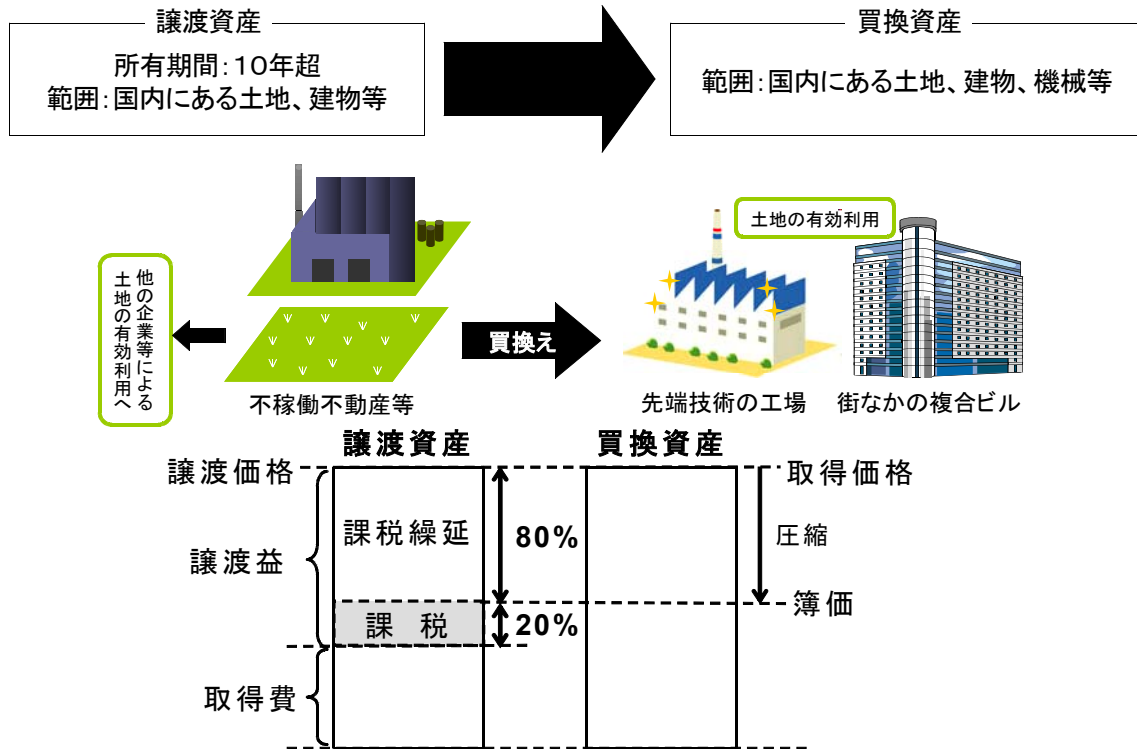 譲渡資産
所有期間：１０年超
範囲：国内にある土地、建物等
買換資産
範囲：国内にある土地、建物、機械等
他の企業等による
土地の有効利用へ
買換え
土地の有効利用
不稼働不動産等
先端技術の工場
街なかの複合ビル
譲渡資産
買換資産
譲渡価格
取得価格
課税繰延
80%
圧縮
譲渡益
簿価
課 税
20%
取得費